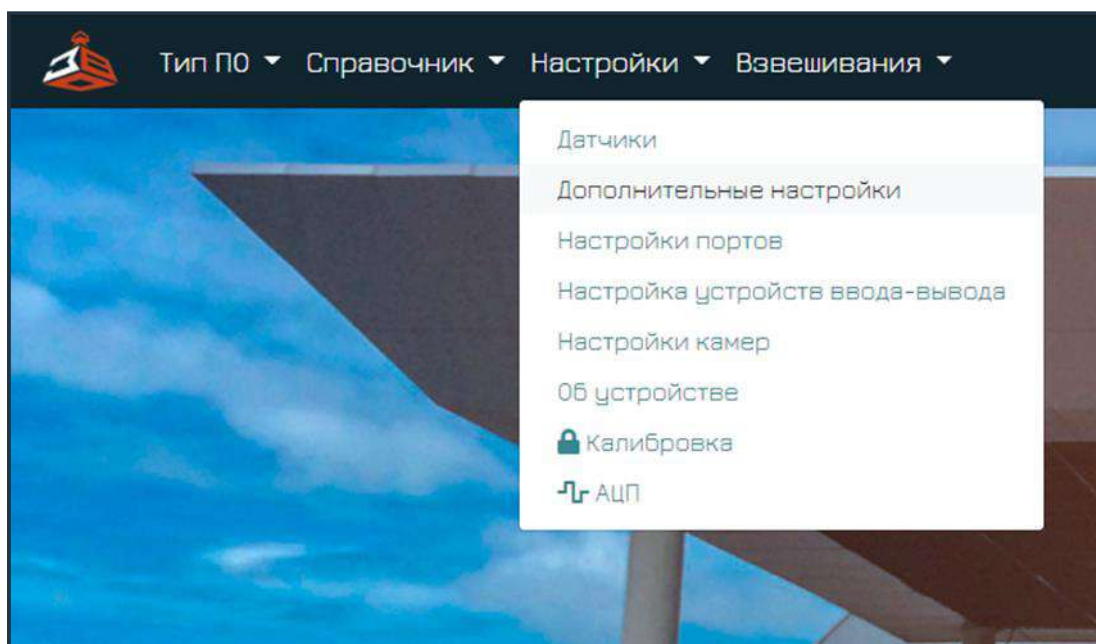 Тип ПО Справочник Настройки Взвешивания
Датчики
Дополнительные настройки
Настройки портов
Настройка устройств ввода-вывода
Настройки камер
Об устройстве
Калибровка
АЦП